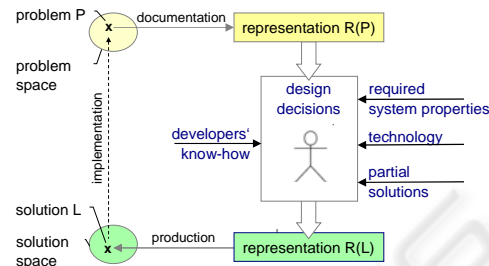 problem P
x
documentation
representation R(P)
problem
space
design
decisions
required
system properties
developers‘
know-how
technology
partial
solutions
implementation
solution L
solution
space
x
production
representation R(L)